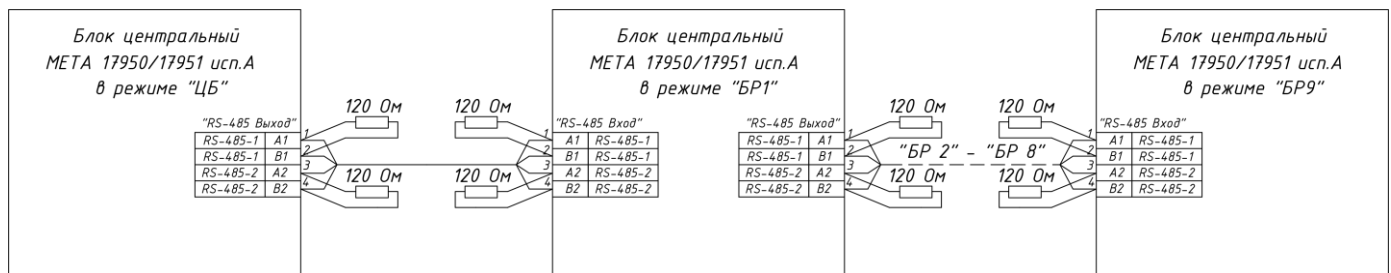 Блок центральный
МЕТА 17950/17951 исп.А
в режиме "ЦБ"
"RS-485 Выход"
RS-485-1 A1 1
RS-485-1 B1 2
RS-485-2 A2 3
RS-485-2 B2 4
120 Ом
120 Ом
120 Ом
120 Ом
Блок центральный
МЕТА 17950/17951 исп.А
в режиме "БР1"
"RS-485 Вход"
1 A1 RS-485-1
2 B1 RS-485-1
3 A2 RS-485-2
4 B2 RS-485-2
"RS-485 Выход"
RS-485-1 A1 1
RS-485-1 B1 2
RS-485-2 A2 3
RS-485-2 B2 4
120 Ом
120 Ом
"БР 2" - "БР 8"
120 Ом
120 Ом
Блок центральный
МЕТА 17950/17951 исп.А
в режиме "БР9"
"RS-485 Вход"
1 A1 RS-485-1
2 B1 RS-485-1
3 A2 RS-485-2
4 B2 RS-485-2